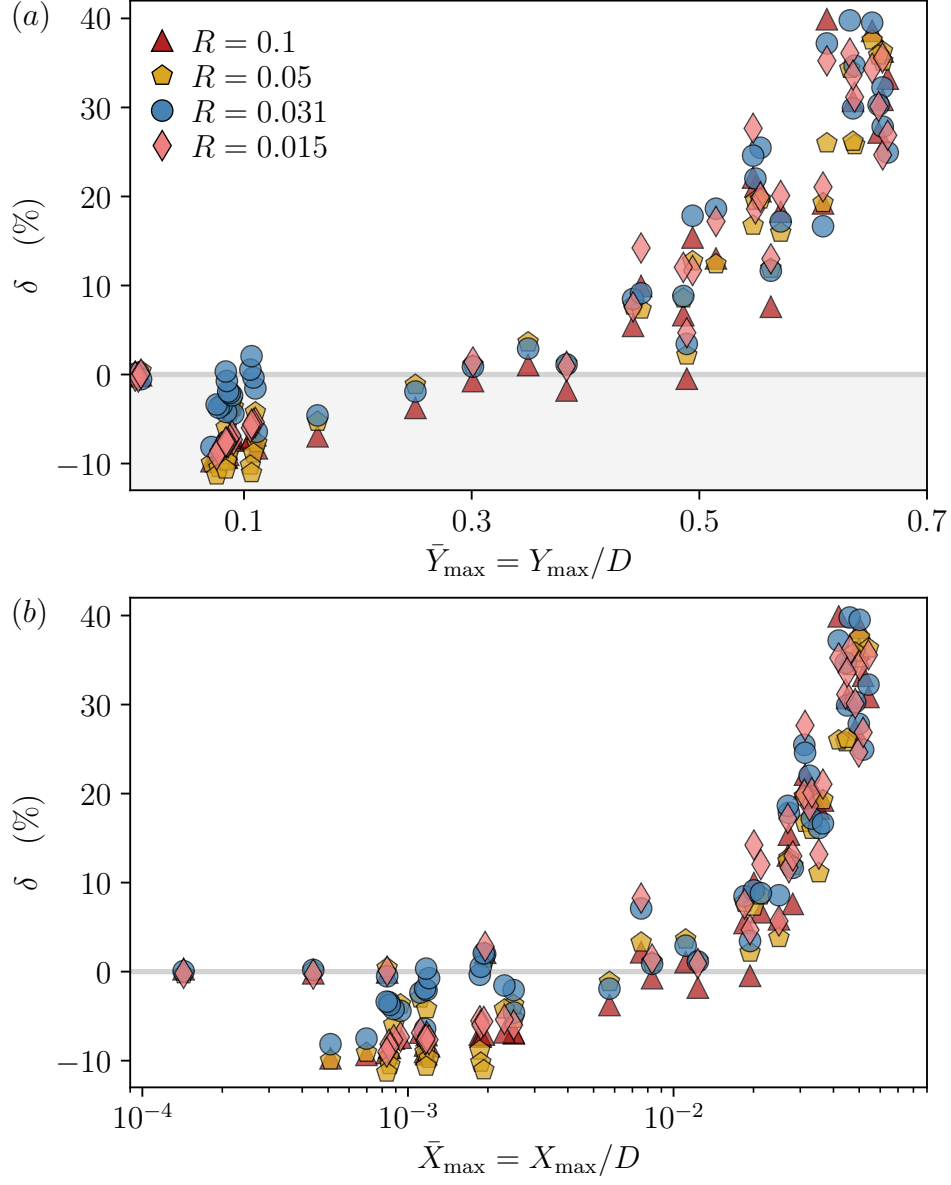 (a)
40
30
20
10
0
−10
δ (%)
R = 0.1
R = 0.05
R = 0.031
R = 0.015
0.1 0.3 0.5 0.7
Ȳmax = Ymax/D
(b)
40
30
20
10
0
−10
δ (%)
10⁻⁴ 10⁻³ 10⁻²
X̄max = Xmax/D